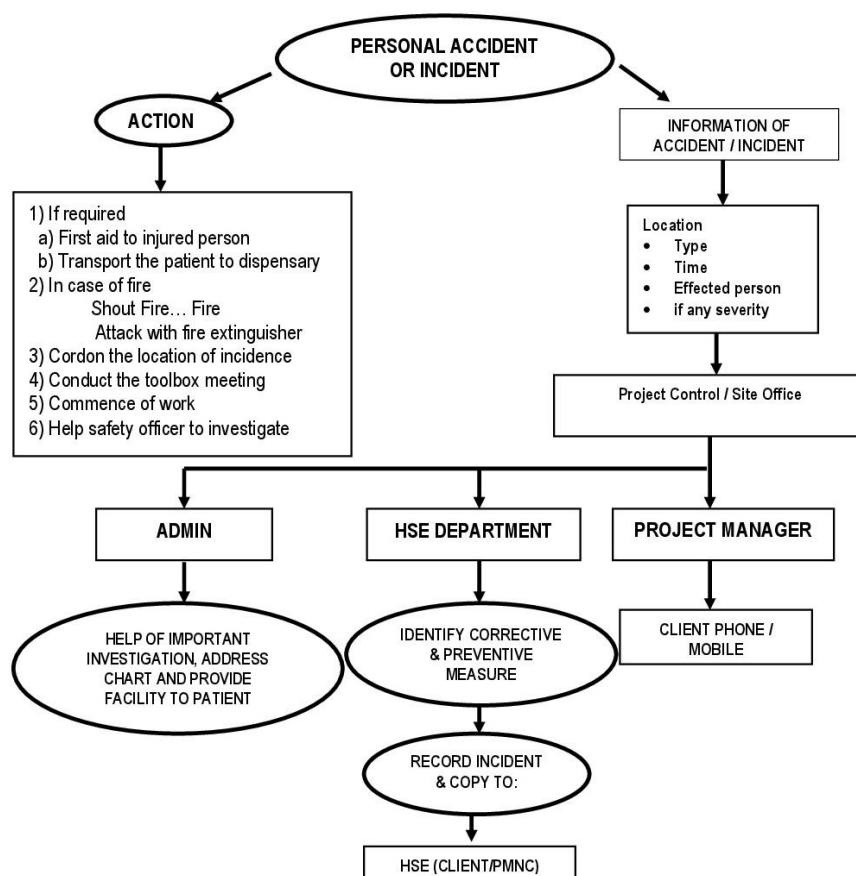 PERSONAL ACCIDENT
OR INCIDENT
ACTION
INFORMATION OF
ACCIDENT / INCIDENT
1) If required
a) First aid to injured person
b) Transport the patient to dispensary
2) In case of fire
Shout Fire… Fire
Attack with fire extinguisher
3) Cordon the location of incidence
4) Conduct the toolbox meeting
5) Commence of work
6) Help safety officer to investigate
Location
• Type
• Time
• Effected person
• if any severity
Project Control / Site Office
ADMIN
HSE DEPARTMENT
PROJECT MANAGER
HELP OF IMPORTANT
INVESTIGATION, ADDRESS
CHART AND PROVIDE
FACILITY TO PATIENT
IDENTIFY CORRECTIVE
& PREVENTIVE
MEASURE
CLIENT PHONE /
MOBILE
RECORD INCIDENT
& COPY TO:
HSE (CLIENT/PMNC)